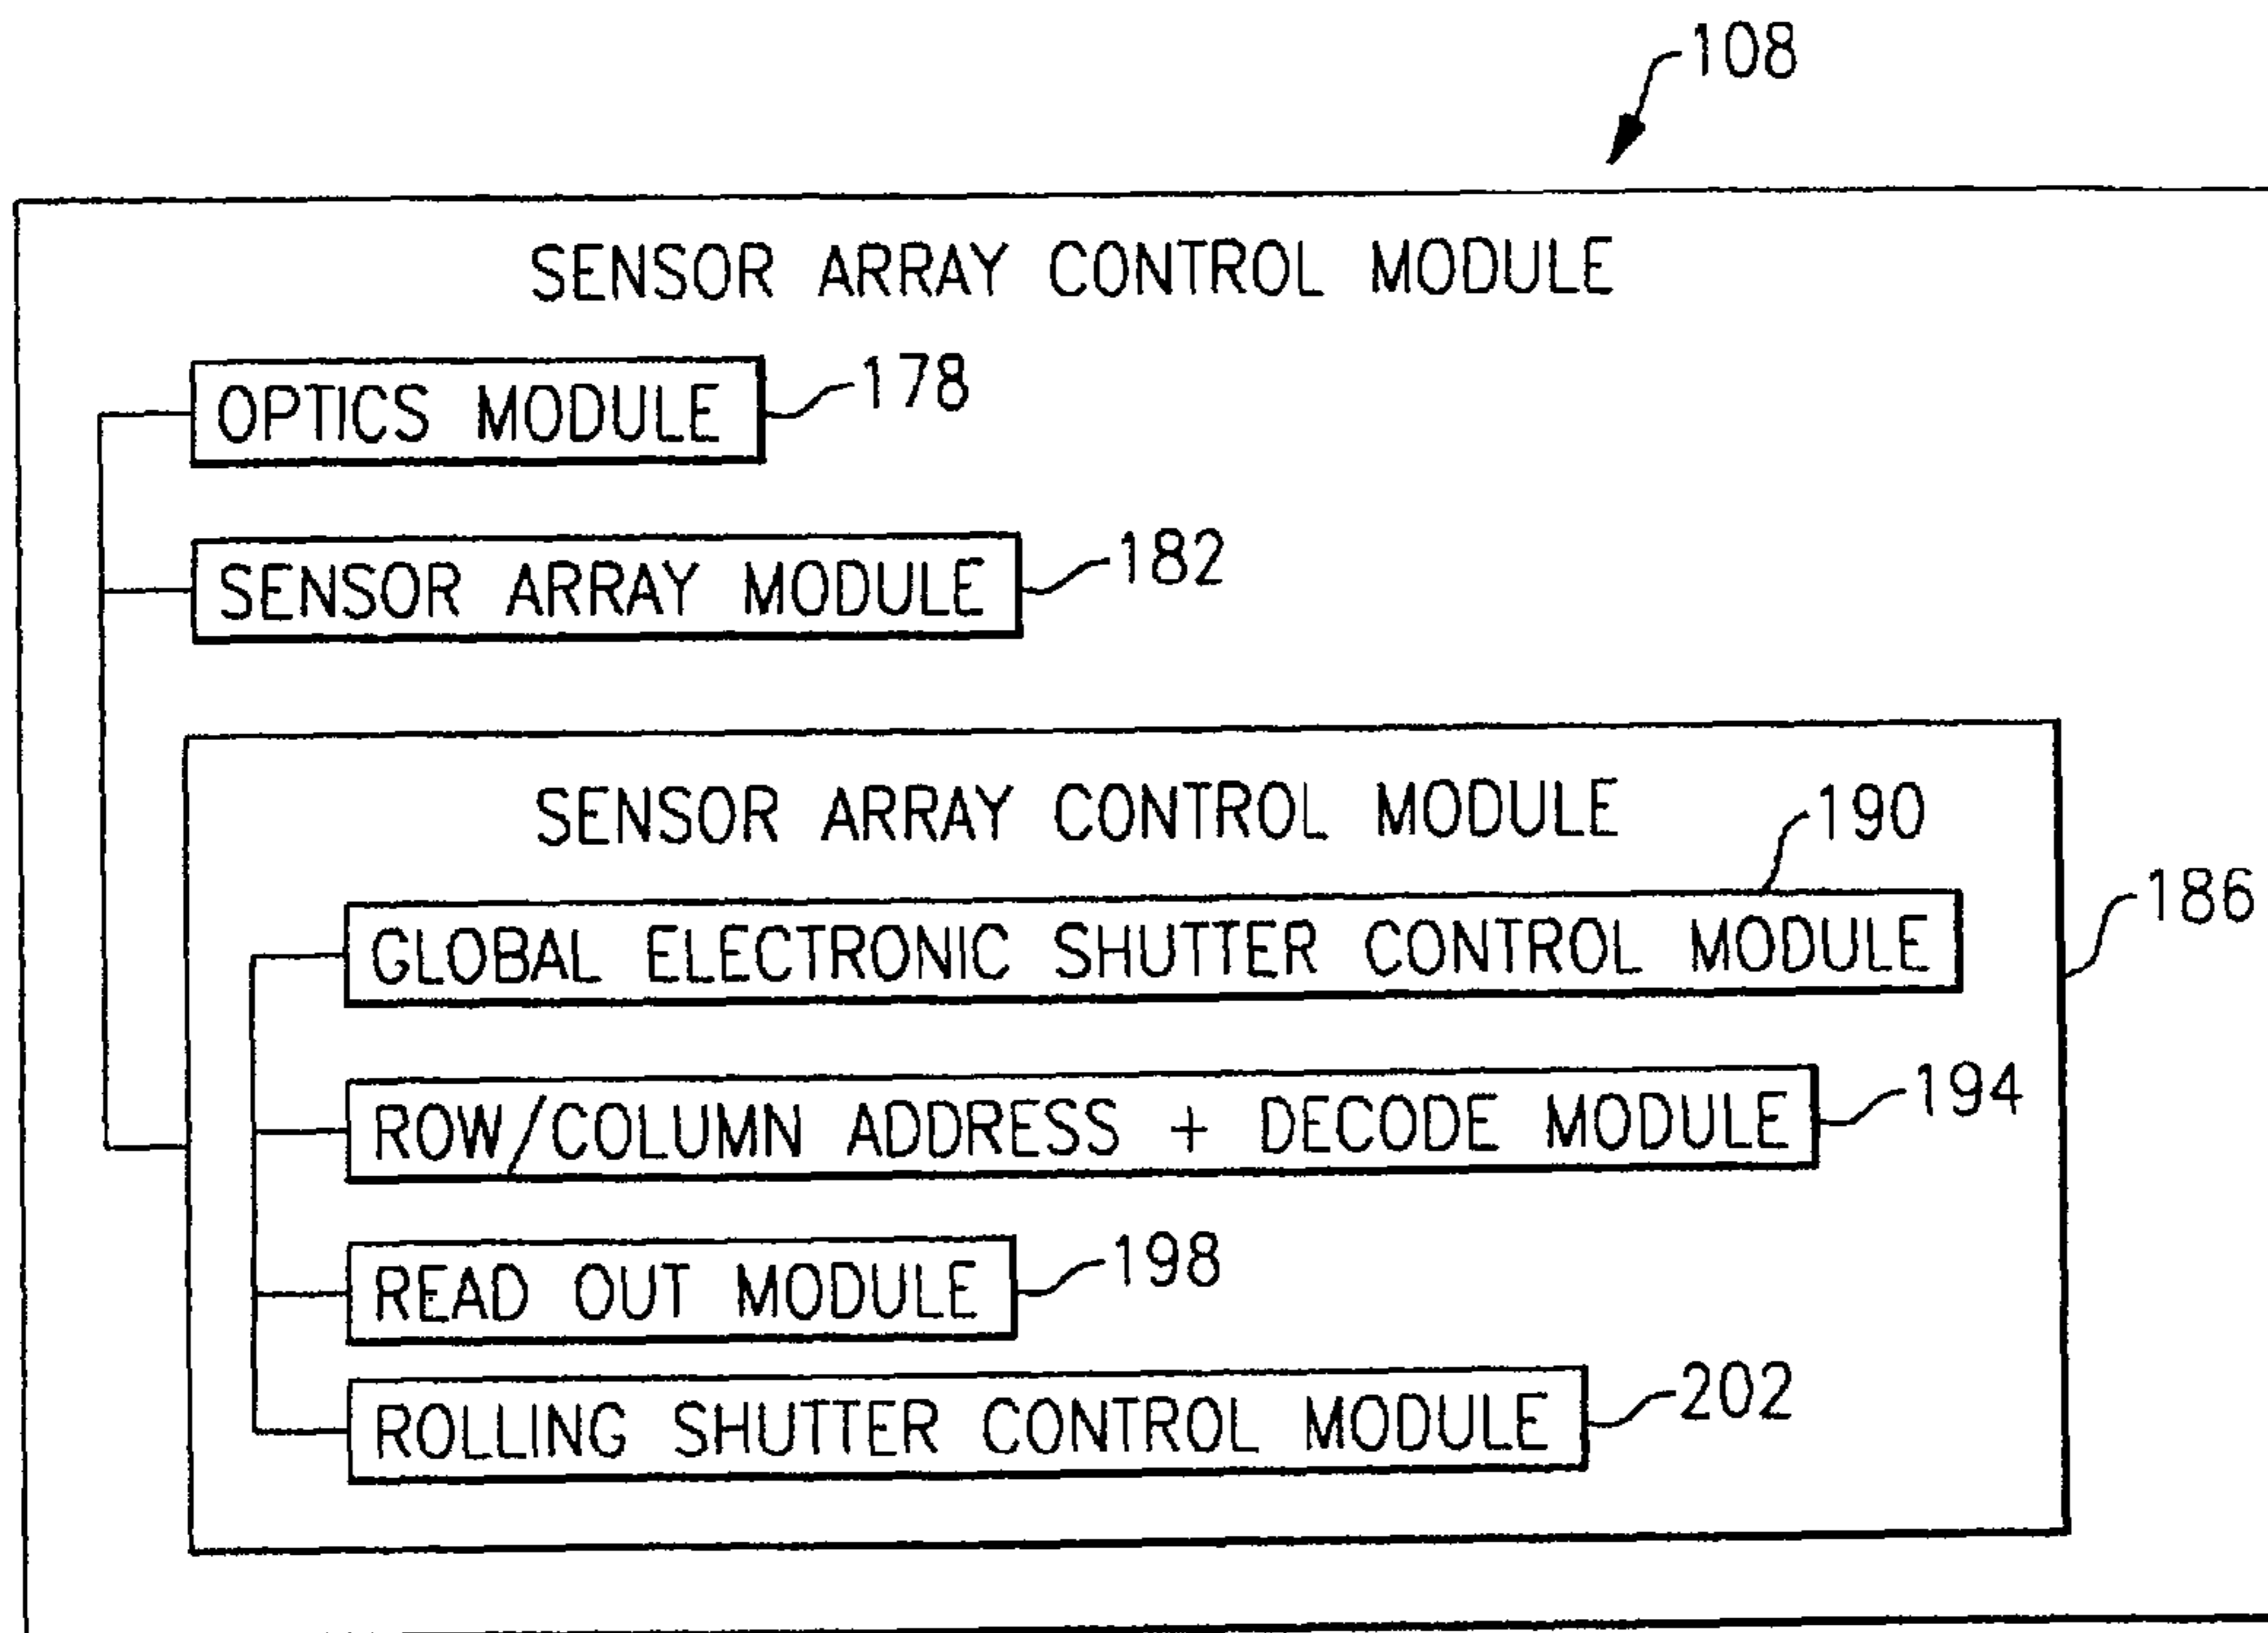 108
SENSOR ARRAY CONTROL MODULE
OPTICS MODULE 178
SENSOR ARRAY MODULE 182
SENSOR ARRAY CONTROL MODULE
190
186
GLOBAL ELECTRONIC SHUTTER CONTROL MODULE
ROW/COLUMN ADDRESS + DECODE MODULE 194
READ OUT MODULE 198
ROLLING SHUTTER CONTROL MODULE 202